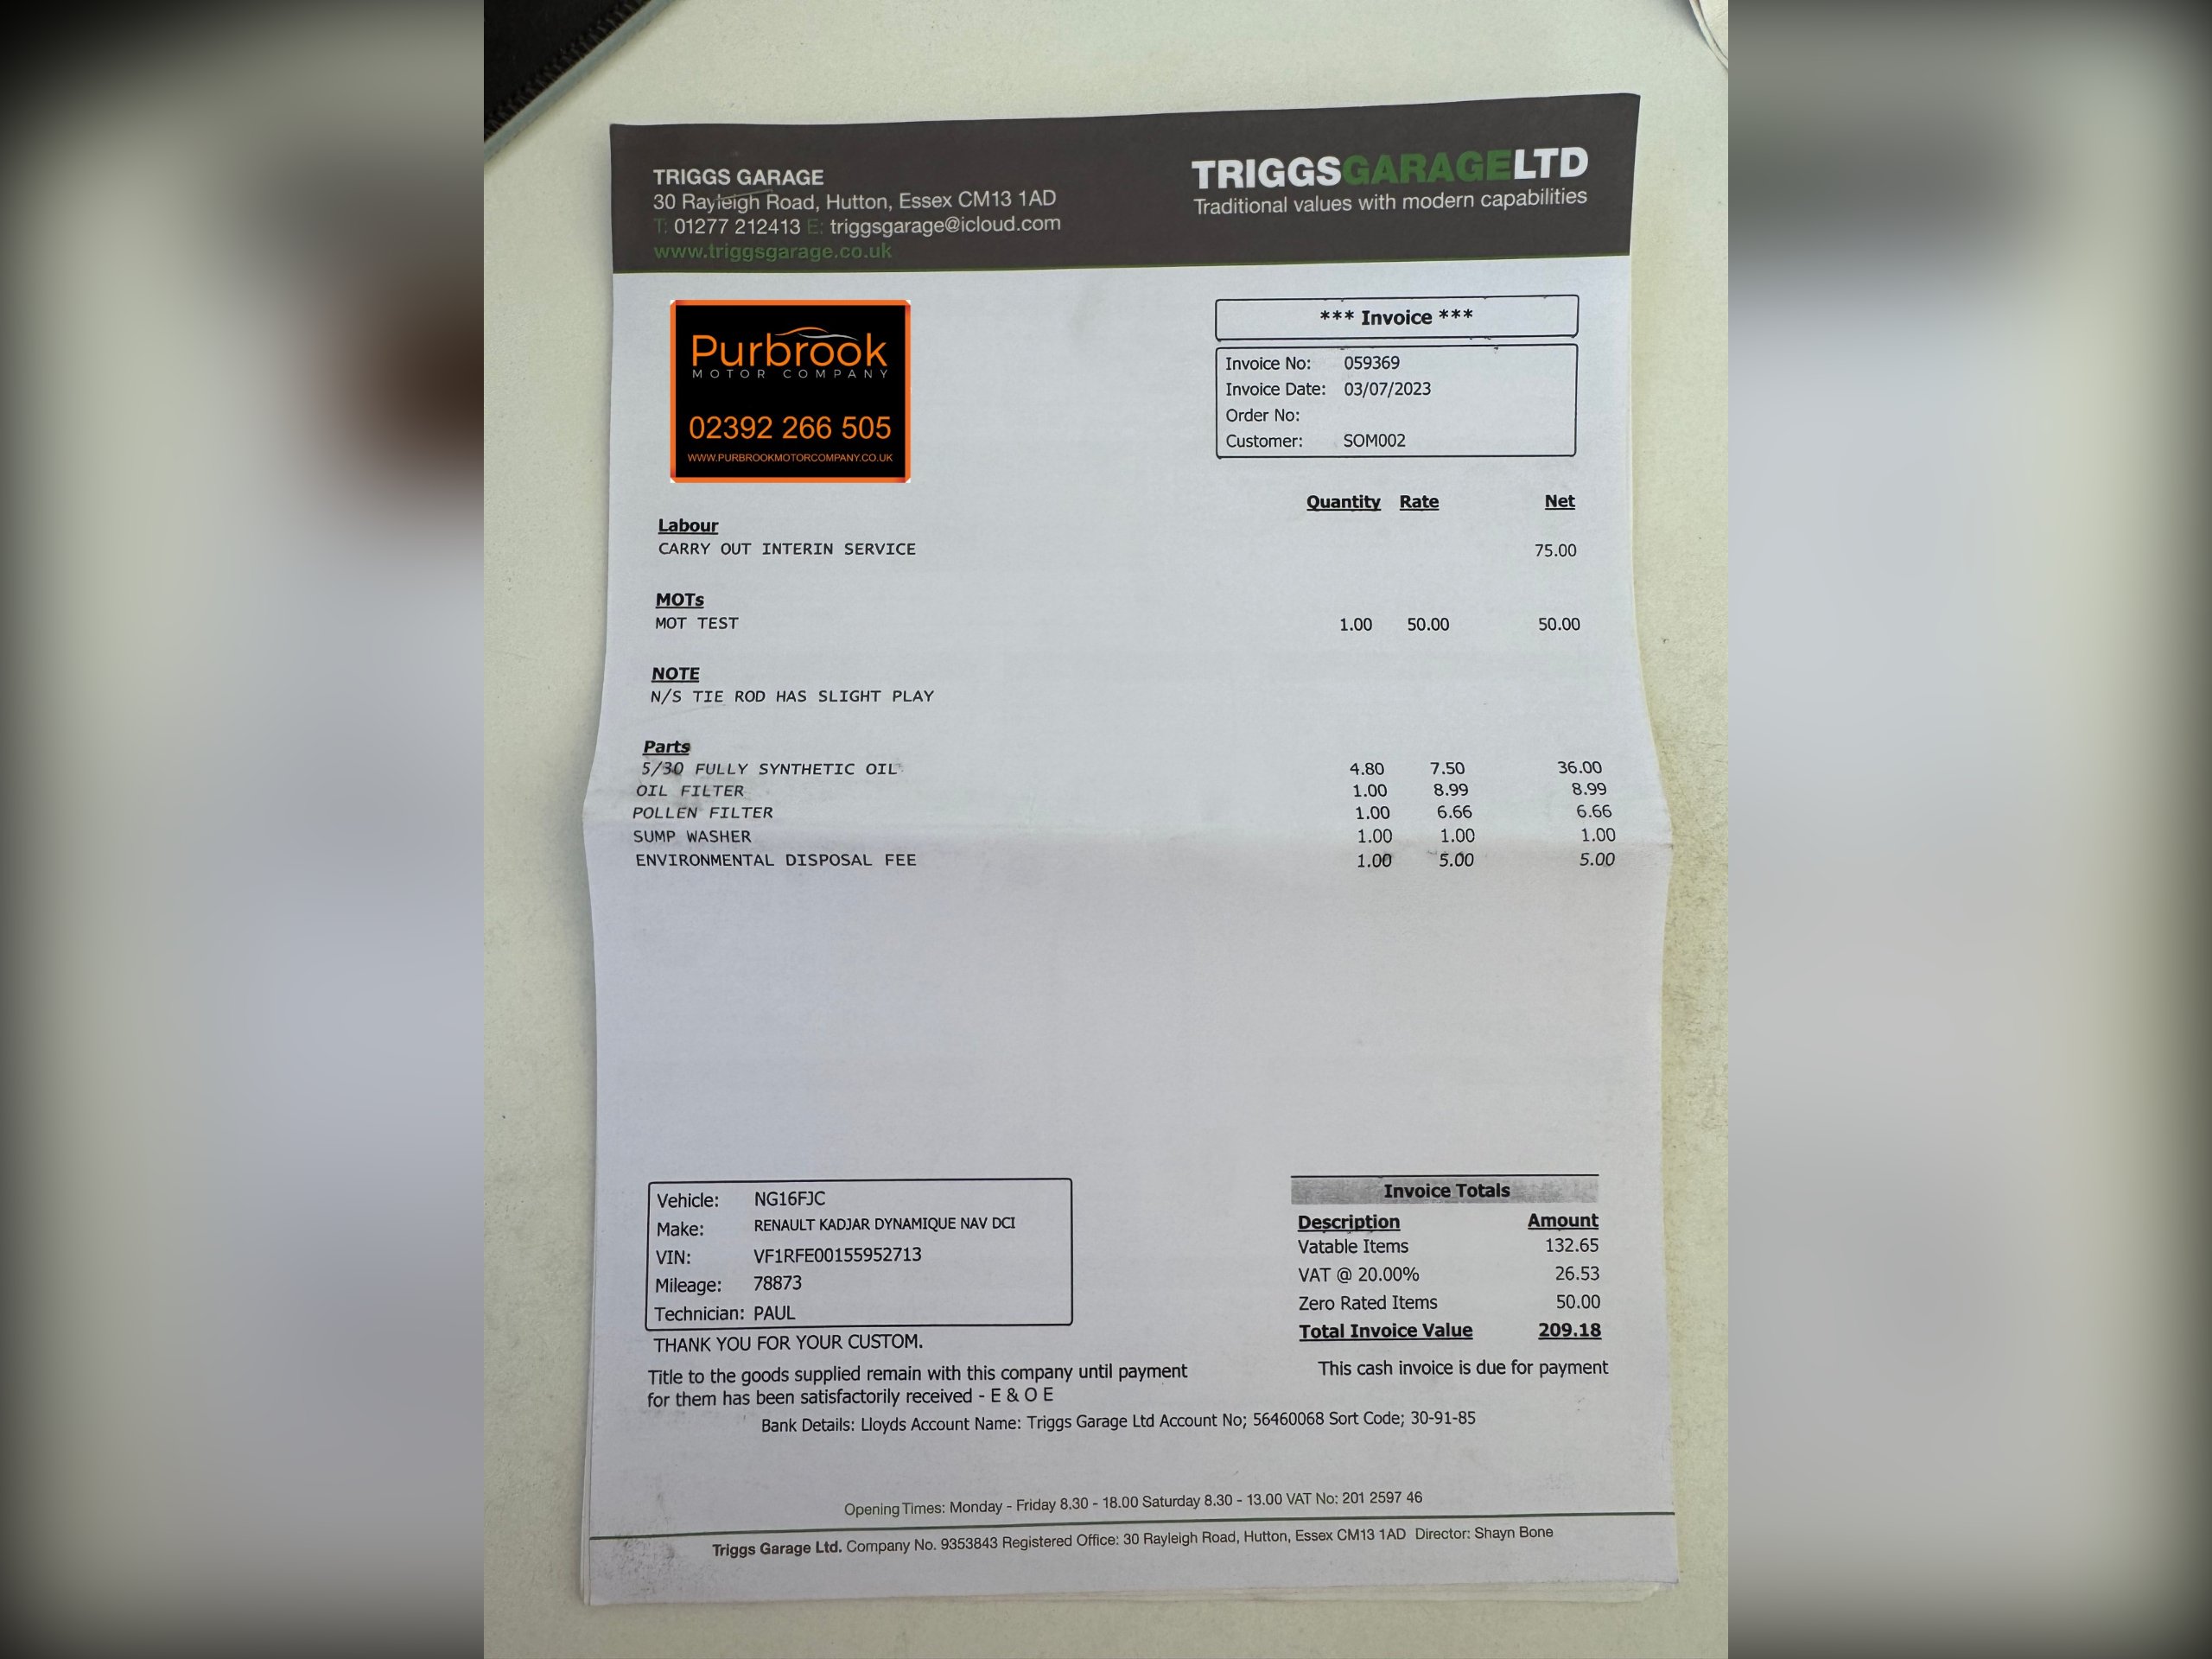 TRIGGS GARAGE
30 Rayleigh Road, Hutton, Essex CM13 1AD
T: 01277 212413 E: triggsgarage@icloud.com
www.triggsgarage.co.uk
TRIGGSGARAGELTD
Traditional values with modern capabilities
Purbrook
MOTOR COMPANY
02392 266 505
WWW.PURBROOKMOTORCOMPANY.CO.UK
*** Invoice ***
Invoice No: 059369
Invoice Date: 03/07/2023
Order No:
Customer: SOM002
Quantity Rate Net
Labour
CARRY OUT INTERIN SERVICE 75.00
MOTs
MOT TEST 1.00 50.00 50.00
NOTE
N/S TIE ROD HAS SLIGHT PLAY
Parts
5/30 FULLY SYNTHETIC OIL 4.80 7.50 36.00
OIL FILTER 1.00 8.99 8.99
POLLEN FILTER 1.00 6.66 6.66
SUMP WASHER 1.00 1.00 1.00
ENVIRONMENTAL DISPOSAL FEE 1.00 5.00 5.00
Vehicle: NG16FJC
Make: RENAULT KADJAR DYNAMIQUE NAV DCI
VIN: VF1RFE00155952713
Mileage: 78873
Technician: PAUL
Invoice Totals
Description Amount
Vatable Items 132.65
VAT @ 20.00% 26.53
Zero Rated Items 50.00
Total Invoice Value 209.18
THANK YOU FOR YOUR CUSTOM.
Title to the goods supplied remain with this company until payment
for them has been satisfactorily received - E & O E
This cash invoice is due for payment
Bank Details: Lloyds Account Name: Triggs Garage Ltd Account No; 56460068 Sort Code; 30-91-85
Opening Times: Monday - Friday 8.30 - 18.00 Saturday 8.30 - 13.00 VAT No: 201 2597 46
Triggs Garage Ltd. Company No. 9353843 Registered Office: 30 Rayleigh Road, Hutton, Essex CM13 1AD Director: Shayn Bone